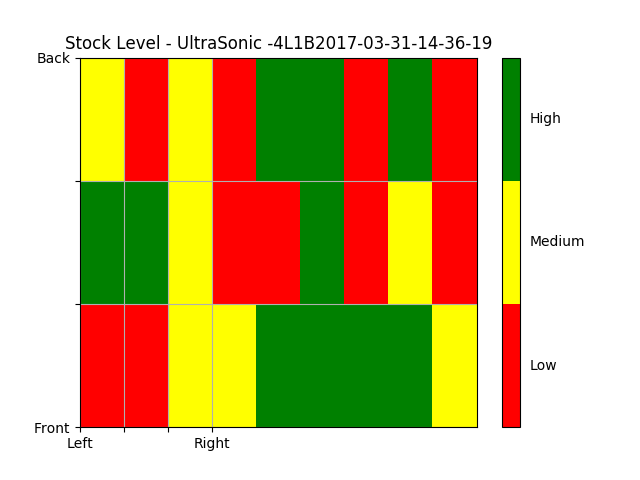 Stock Level - UltraSonic -4L1B2017-03-31-14-36-19
Back
High
Medium
Low
Front
Left
Right